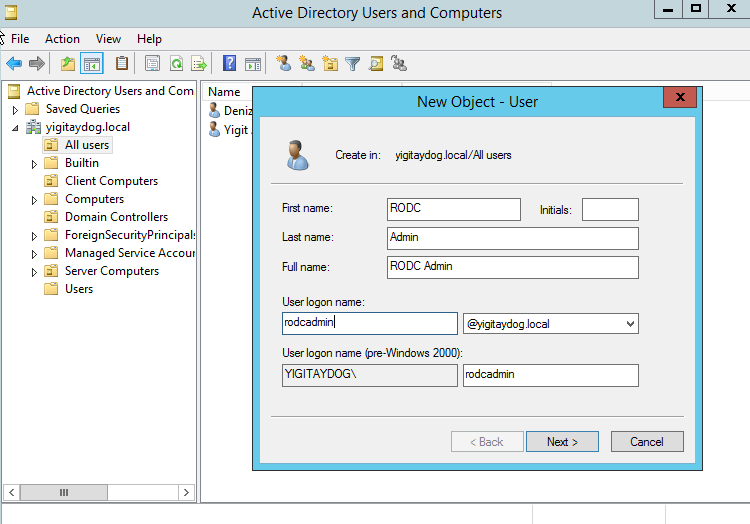 Active Directory Users and Computers
File Action View Help
Active Directory Users and Com
Saved Queries
yigitaydog.local
All users
Builtin
Client Computers
Computers
Domain Controllers
ForeignSecurityPrincipals
Managed Service Accour
Server Computers
Users
Name
Deniz
Yigit
New Object - User
Create in: yigitaydog.local/All users
First name: RODC Initials:
Last name: Admin
Full name: RODC Admin
User logon name:
rodcadmin @yigitaydog.local
User logon name (pre-Windows 2000):
YIGITAYDOG\ rodcadmin
< Back Next > Cancel